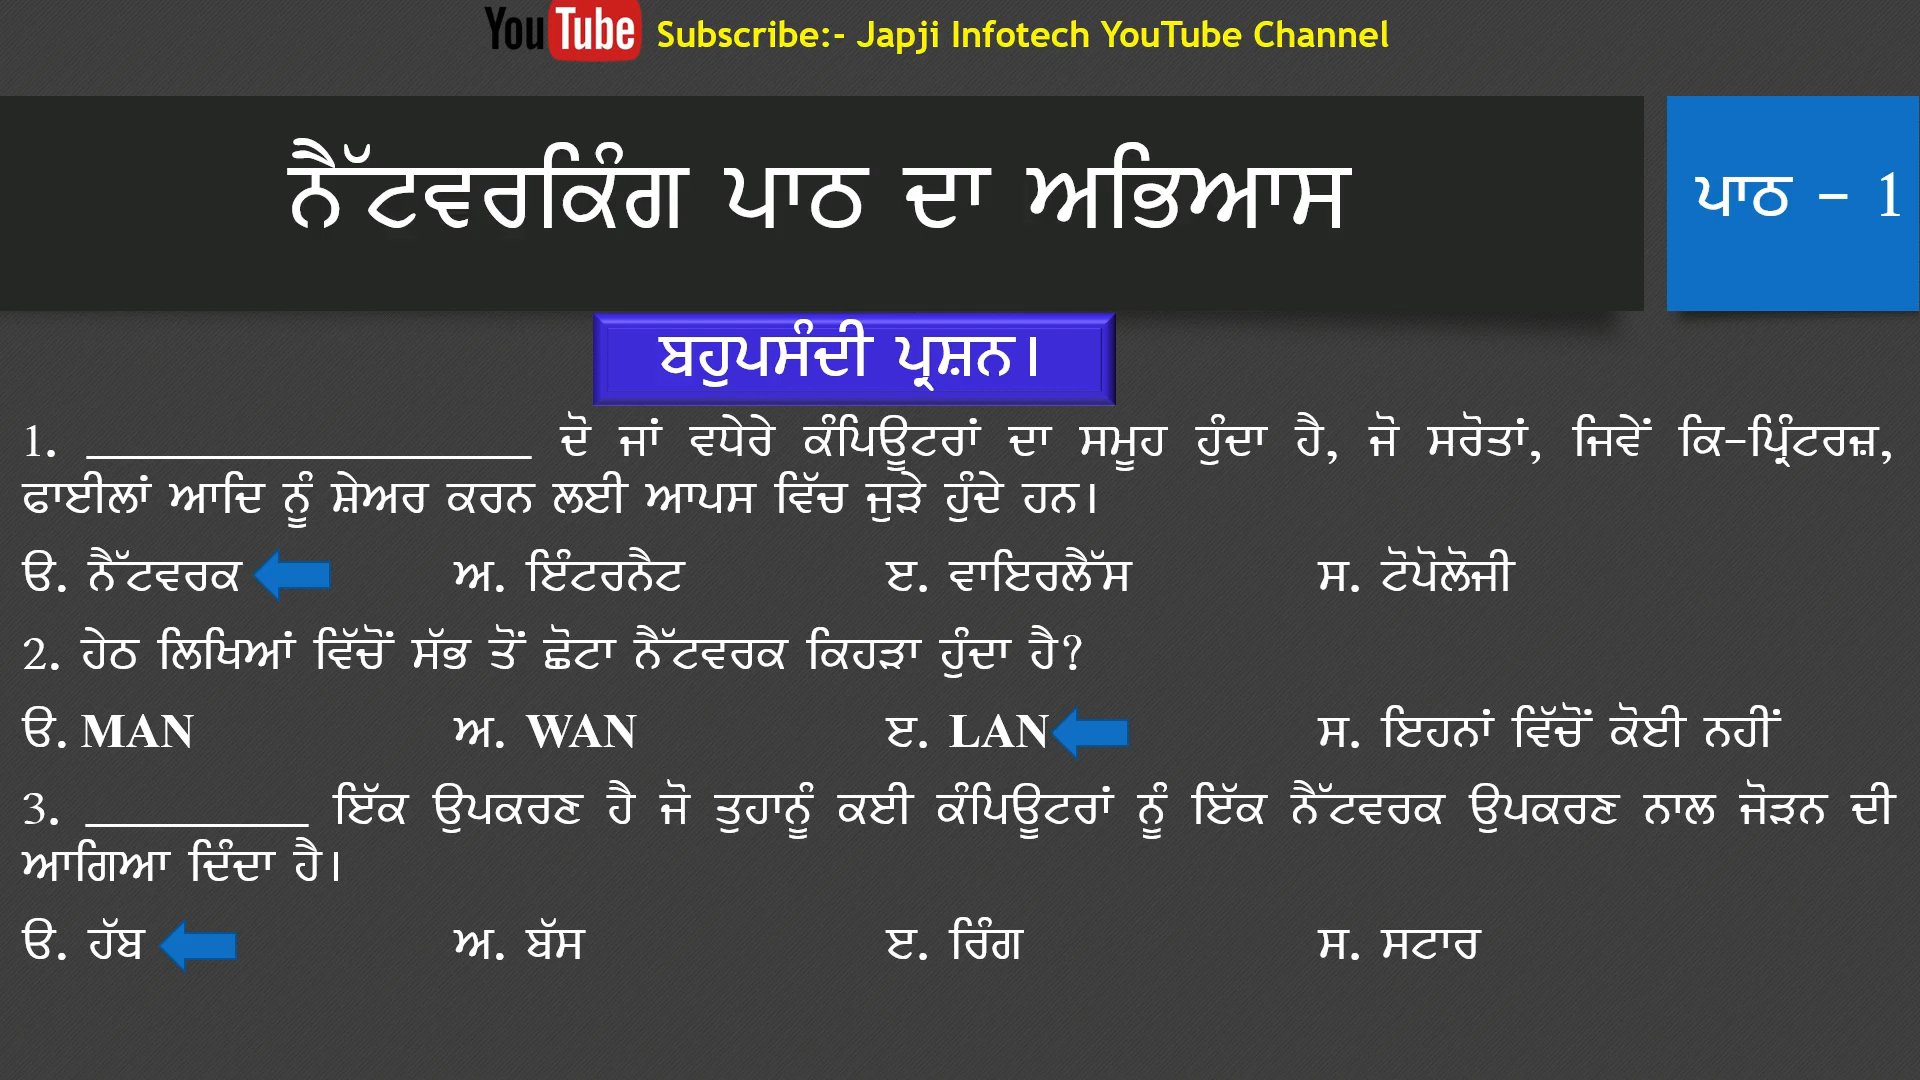 YouTube Subscribe:- Japji Infotech YouTube Channel
ਨੈੱਟਵਰਕਿੰਗ ਪਾਠ ਦਾ ਅਭਿਆਸ
ਪਾਠ – 1
ਬਹੁਪਸੰਦੀ ਪ੍ਰਸ਼ਨ।
1. ____________________ ਦੋ ਜਾਂ ਵਧੇਰੇ ਕੰਪਿਊਟਰਾਂ ਦਾ ਸਮੂਹ ਹੁੰਦਾ ਹੈ, ਜੋ ਸਰੋਤਾਂ, ਜਿਵੇਂ ਕਿ-ਪ੍ਰਿੰਟਰਜ਼,
ਫਾਈਲਾਂ ਆਦਿ ਨੂੰ ਸ਼ੇਅਰ ਕਰਨ ਲਈ ਆਪਸ ਵਿੱਚ ਜੁੜੇ ਹੁੰਦੇ ਹਨ।
ੳ. ਨੈੱਟਵਰਕ ਅ. ਇੰਟਰਨੈਟ ੲ. ਵਾਇਰਲੈੱਸ ਸ. ਟੋਪੋਲੋਜੀ
2. ਹੇਠ ਲਿਖਿਆਂ ਵਿੱਚੋਂ ਸੱਭ ਤੋਂ ਛੋਟਾ ਨੈੱਟਵਰਕ ਕਿਹੜਾ ਹੁੰਦਾ ਹੈ?
ੳ. MAN ਅ. WAN ੲ. LAN ਸ. ਇਹਨਾਂ ਵਿੱਚੋਂ ਕੋਈ ਨਹੀਂ
3. __________ ਇੱਕ ਉਪਕਰਣ ਹੈ ਜੋ ਤੁਹਾਨੂੰ ਕਈ ਕੰਪਿਊਟਰਾਂ ਨੂੰ ਇੱਕ ਨੈੱਟਵਰਕ ਉਪਕਰਣ ਨਾਲ ਜੋੜਨ ਦੀ
ਆਗਿਆ ਦਿੰਦਾ ਹੈ।
ੳ. ਹੱਬ ਅ. ਬੱਸ ੲ. ਰਿੰਗ ਸ. ਸਟਾਰ